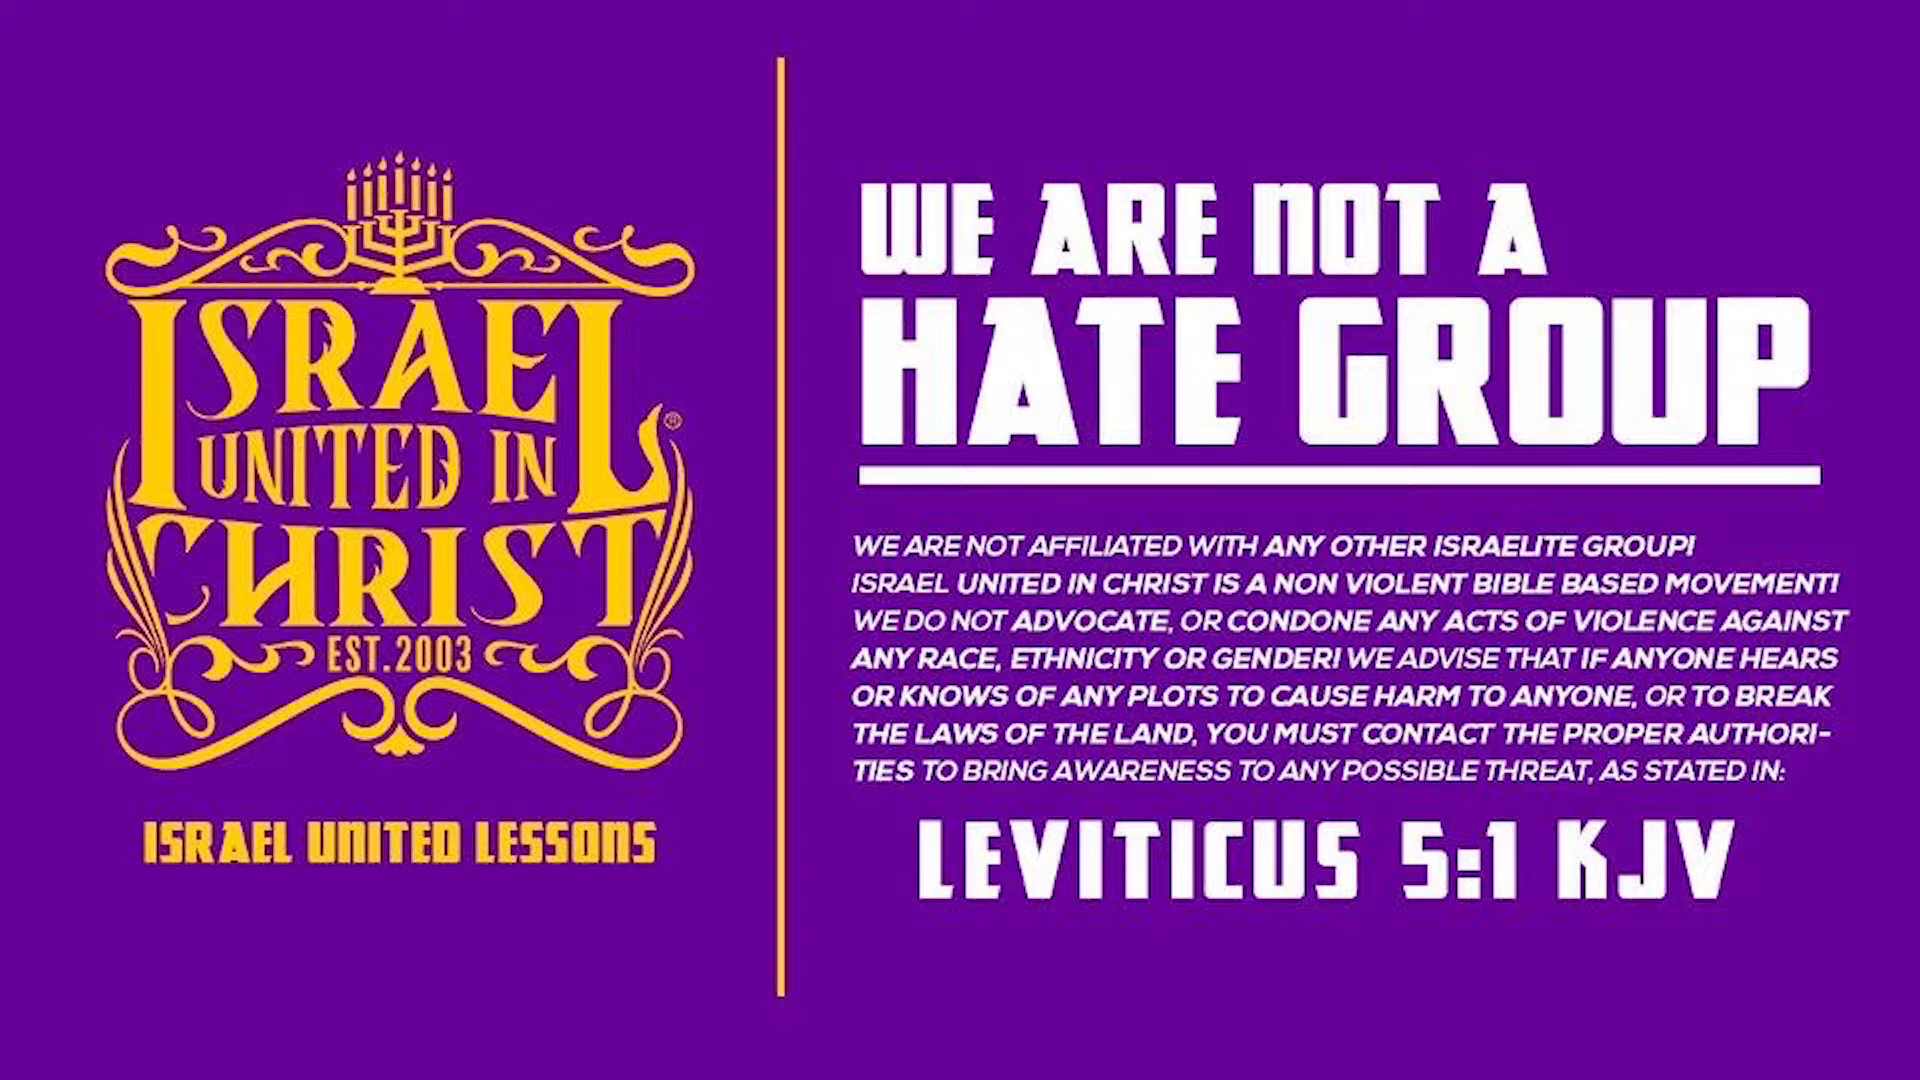 ISRAEL
UNITED IN
CHRIST
®
EST. 2003
ISRAEL UNITED LESSONS
WE ARE NOT A
HATE GROUP
WE ARE NOT AFFILIATED WITH ANY OTHER ISRAELITE GROUP!
ISRAEL UNITED IN CHRIST IS A NON VIOLENT BIBLE BASED MOVEMENT!
WE DO NOT ADVOCATE, OR CONDONE ANY ACTS OF VIOLENCE AGAINST
ANY RACE, ETHNICITY OR GENDER! WE ADVISE THAT IF ANYONE HEARS
OR KNOWS OF ANY PLOTS TO CAUSE HARM TO ANYONE, OR TO BREAK
THE LAWS OF THE LAND, YOU MUST CONTACT THE PROPER AUTHORI-
TIES TO BRING AWARENESS TO ANY POSSIBLE THREAT, AS STATED IN:
LEVITICUS 5:1 KJV